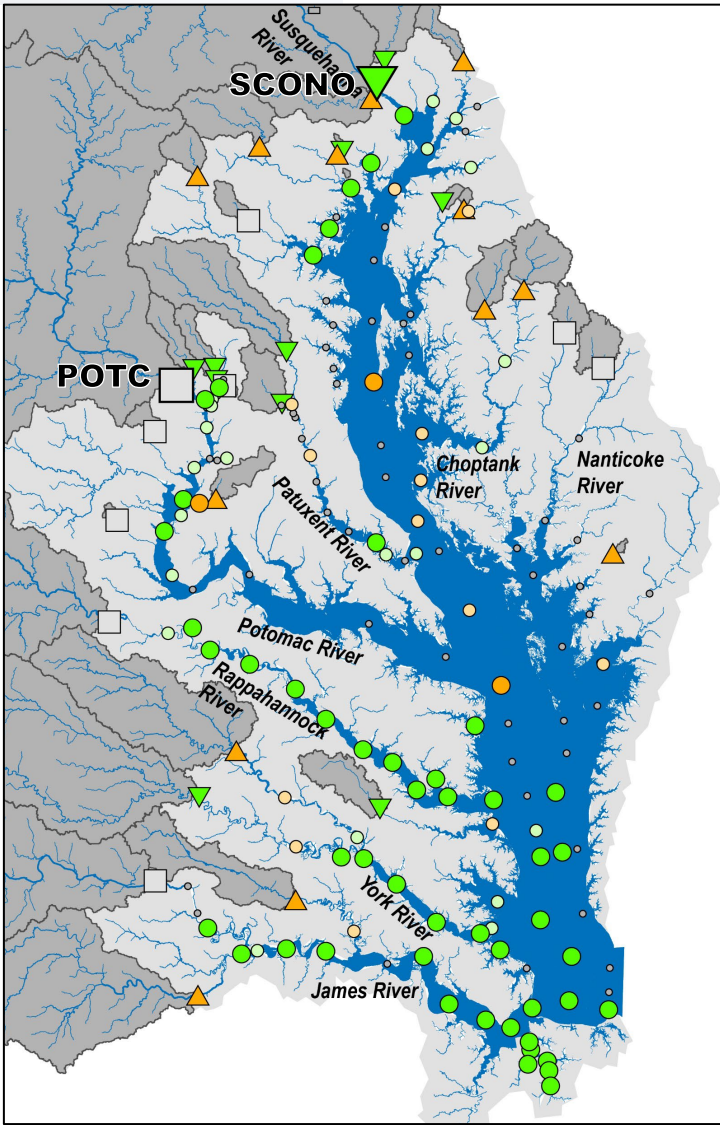 Susquehanna
River
SCONO
POTC
Choptank
River
Nanticoke
River
Patuxent River
Potomac River
Rappahannock
River
York River
James River